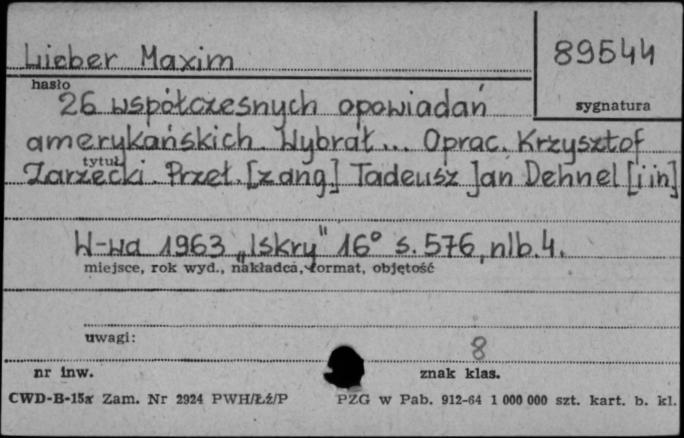 Lieber Maxim
89544
hasło
sygnatura
26 współczesnych opowiadań
amerykańskich. Wybrał... Oprac. Krzysztof
tytuł
Zarzecki. Przeł. [z ang.] Tadeusz Jan Dehnel [i in]
W-wa 1963 „Iskry" 16° s. 576, nlb. 4.
miejsce, rok wyd., nakładca, format, objętość
uwagi:
8
nr inw.
znak klas.
CWD-B-15a Zam. Nr 2924 PWH/Łź/P PZG w Pab. 912-64 1 000 000 szt. kart. b. kl.